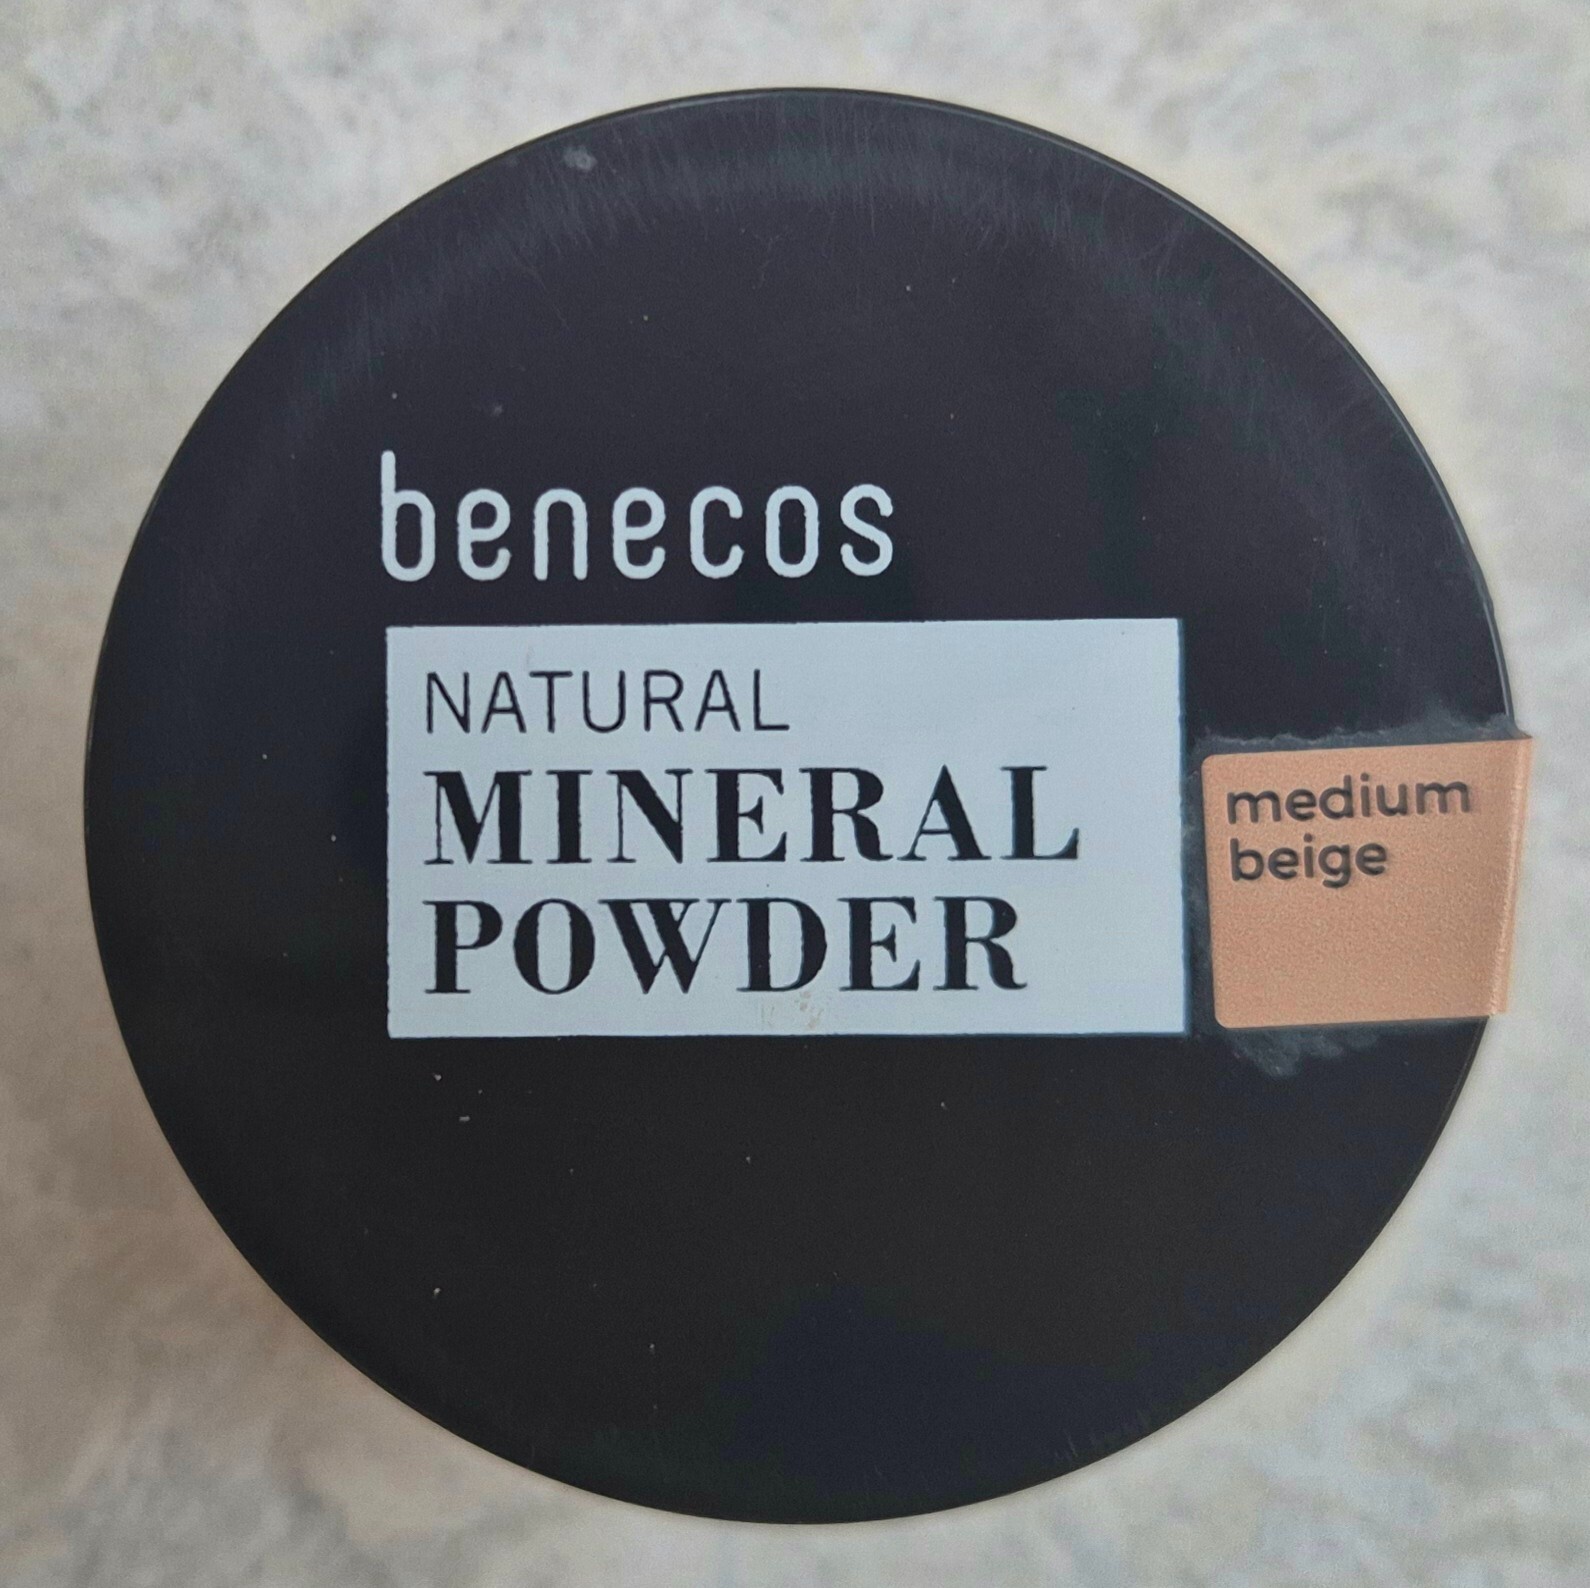 benecos
NATURAL
MINERAL
POWDER
medium
beige